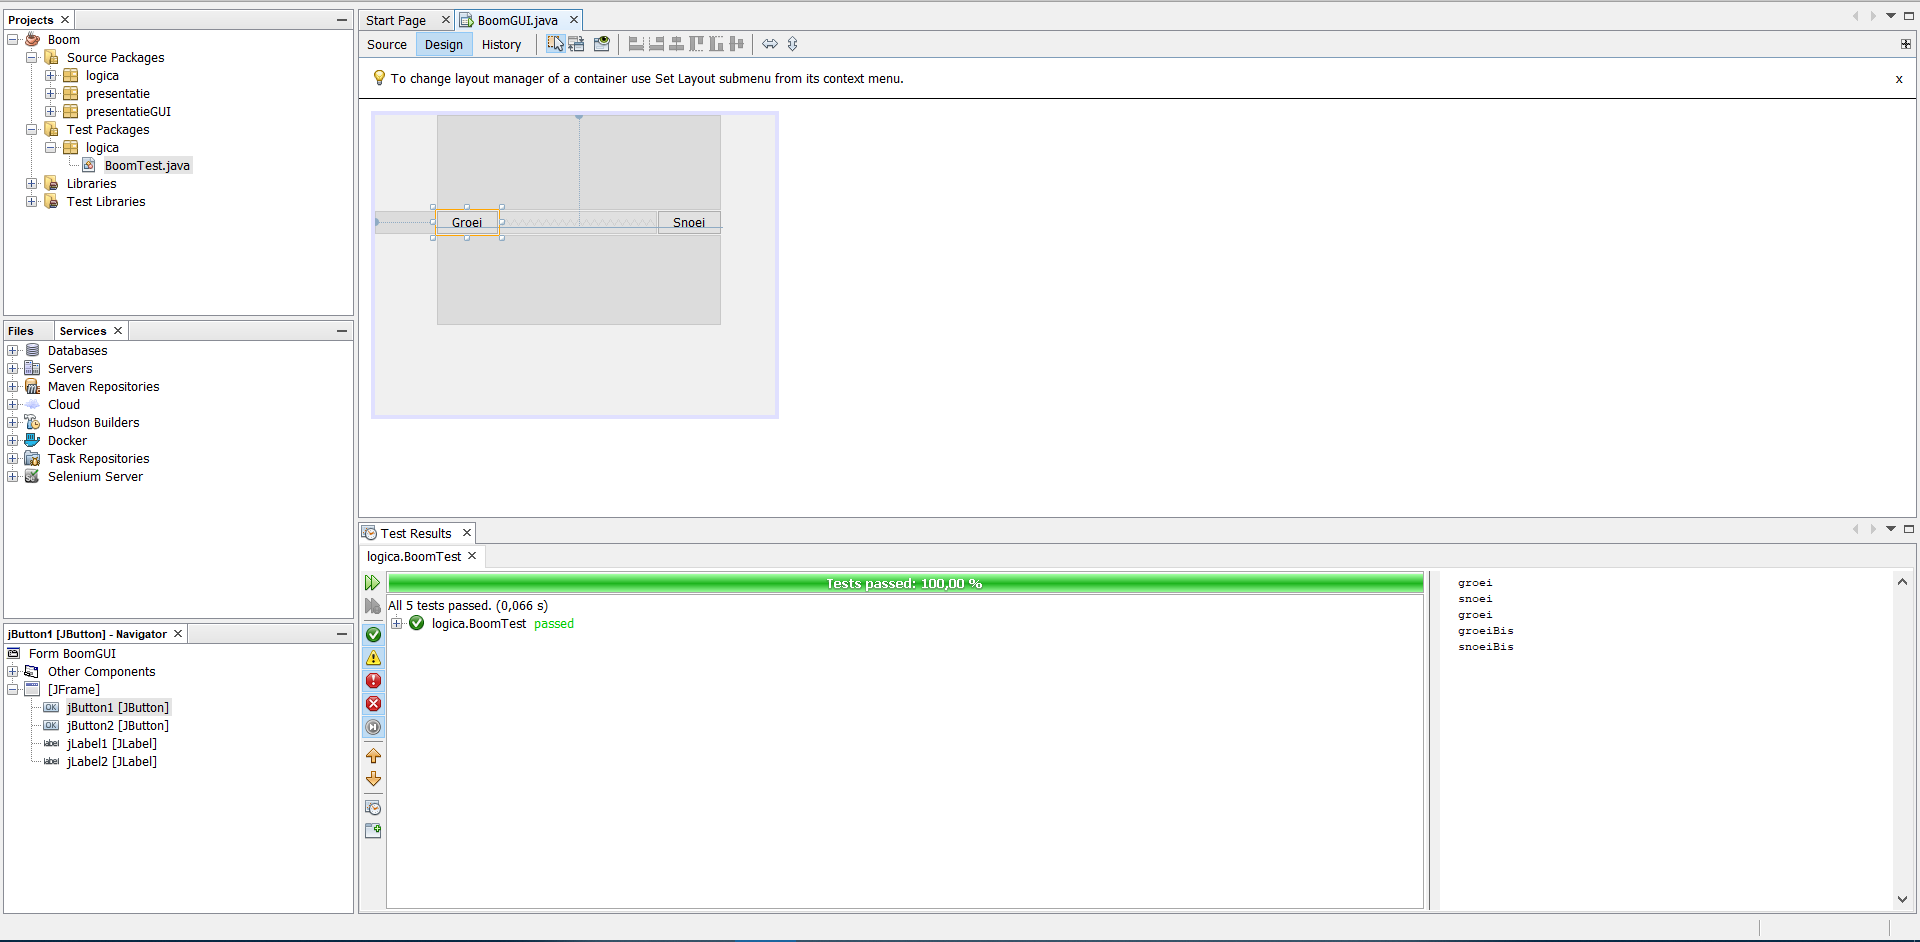 Projects
Boom
Source Packages
logica
presentatie
presentatieGUI
Test Packages
logica
BoomTest.java
Libraries
Test Libraries
Files Services
Databases
Servers
Maven Repositories
Cloud
Hudson Builders
Docker
Task Repositories
Selenium Server
jButton1 [JButton] - Navigator
Form BoomGUI
Other Components
[JFrame]
OK jButton1 [JButton]
OK jButton2 [JButton]
label jLabel1 [JLabel]
label jLabel2 [JLabel]
Start Page BoomGUI.java
Source Design History
To change layout manager of a container use Set Layout submenu from its context menu. x
Groei Snoei
Test Results
logica.BoomTest
Tests passed: 100,00 %
All 5 tests passed. (0,066 s)
logica.BoomTest passed
groei
snoei
groei
groeiBis
snoeiBis